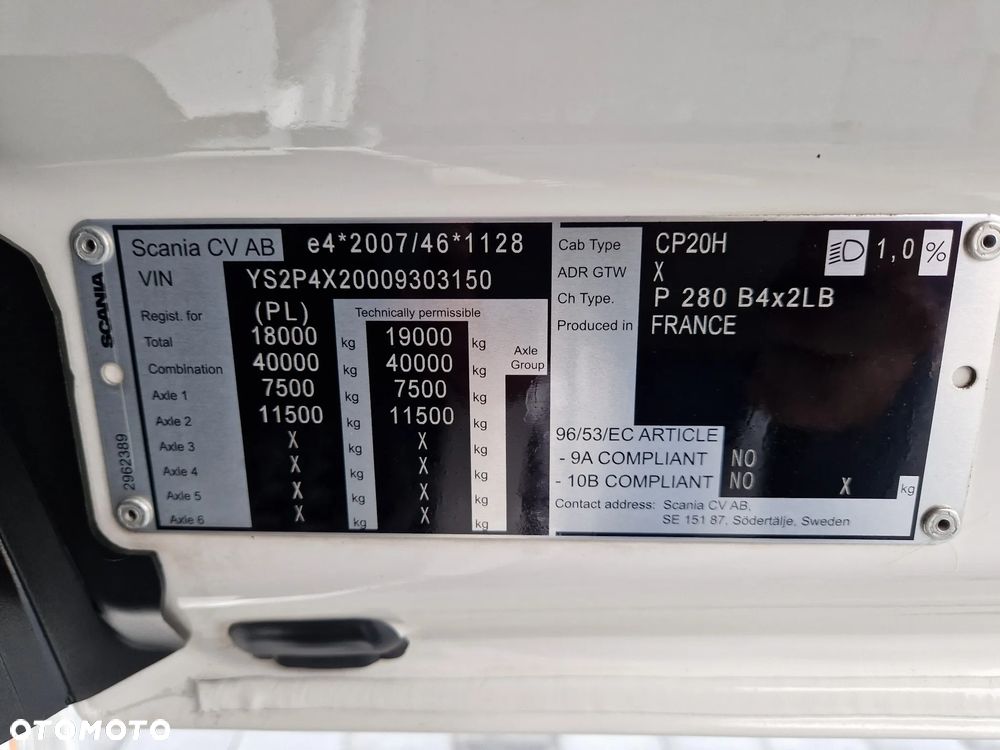 Scania CV AB e4*2007/46*1128
VIN YS2P4X20009303150
Regist. for (PL) Technically permissible
Total 18000 kg 19000 kg Axle Group
Combination 40000 kg 40000 kg
Axle 1 7500 kg 7500 kg
Axle 2 11500 kg 11500 kg
Axle 3 X kg X kg
Axle 4 X kg X kg
Axle 5 X kg X kg
Axle 6 X kg X kg
SCANIA
2962389
Cab Type CP20H 1,0 %
ADR GTW X
Ch Type. P 280 B4x2LB
Produced in FRANCE
96/53/EC ARTICLE
- 9A COMPLIANT NO
- 10B COMPLIANT NO X kg
Contact address: Scania CV AB,
SE 151 87, Södertälje, Sweden
OTOMOTO